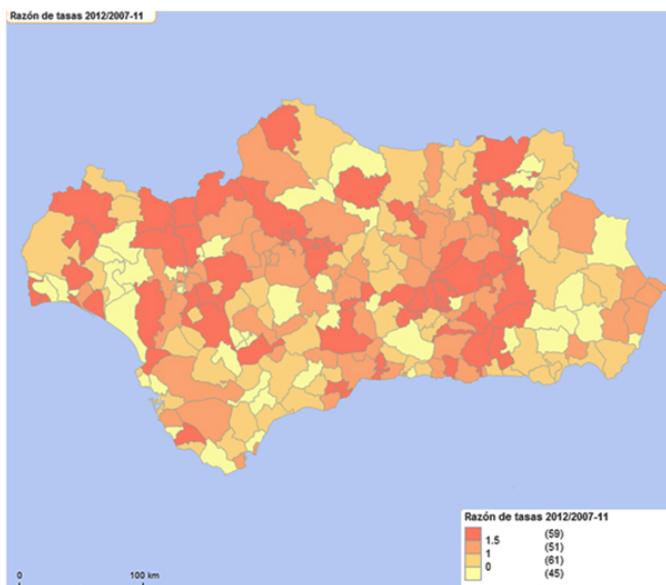 Razón de tasas 2012/2007-11
Razón de tasas 2012/2007-11
1.5 (59)
1 (51)
0 (61)
(45)
0 100 km